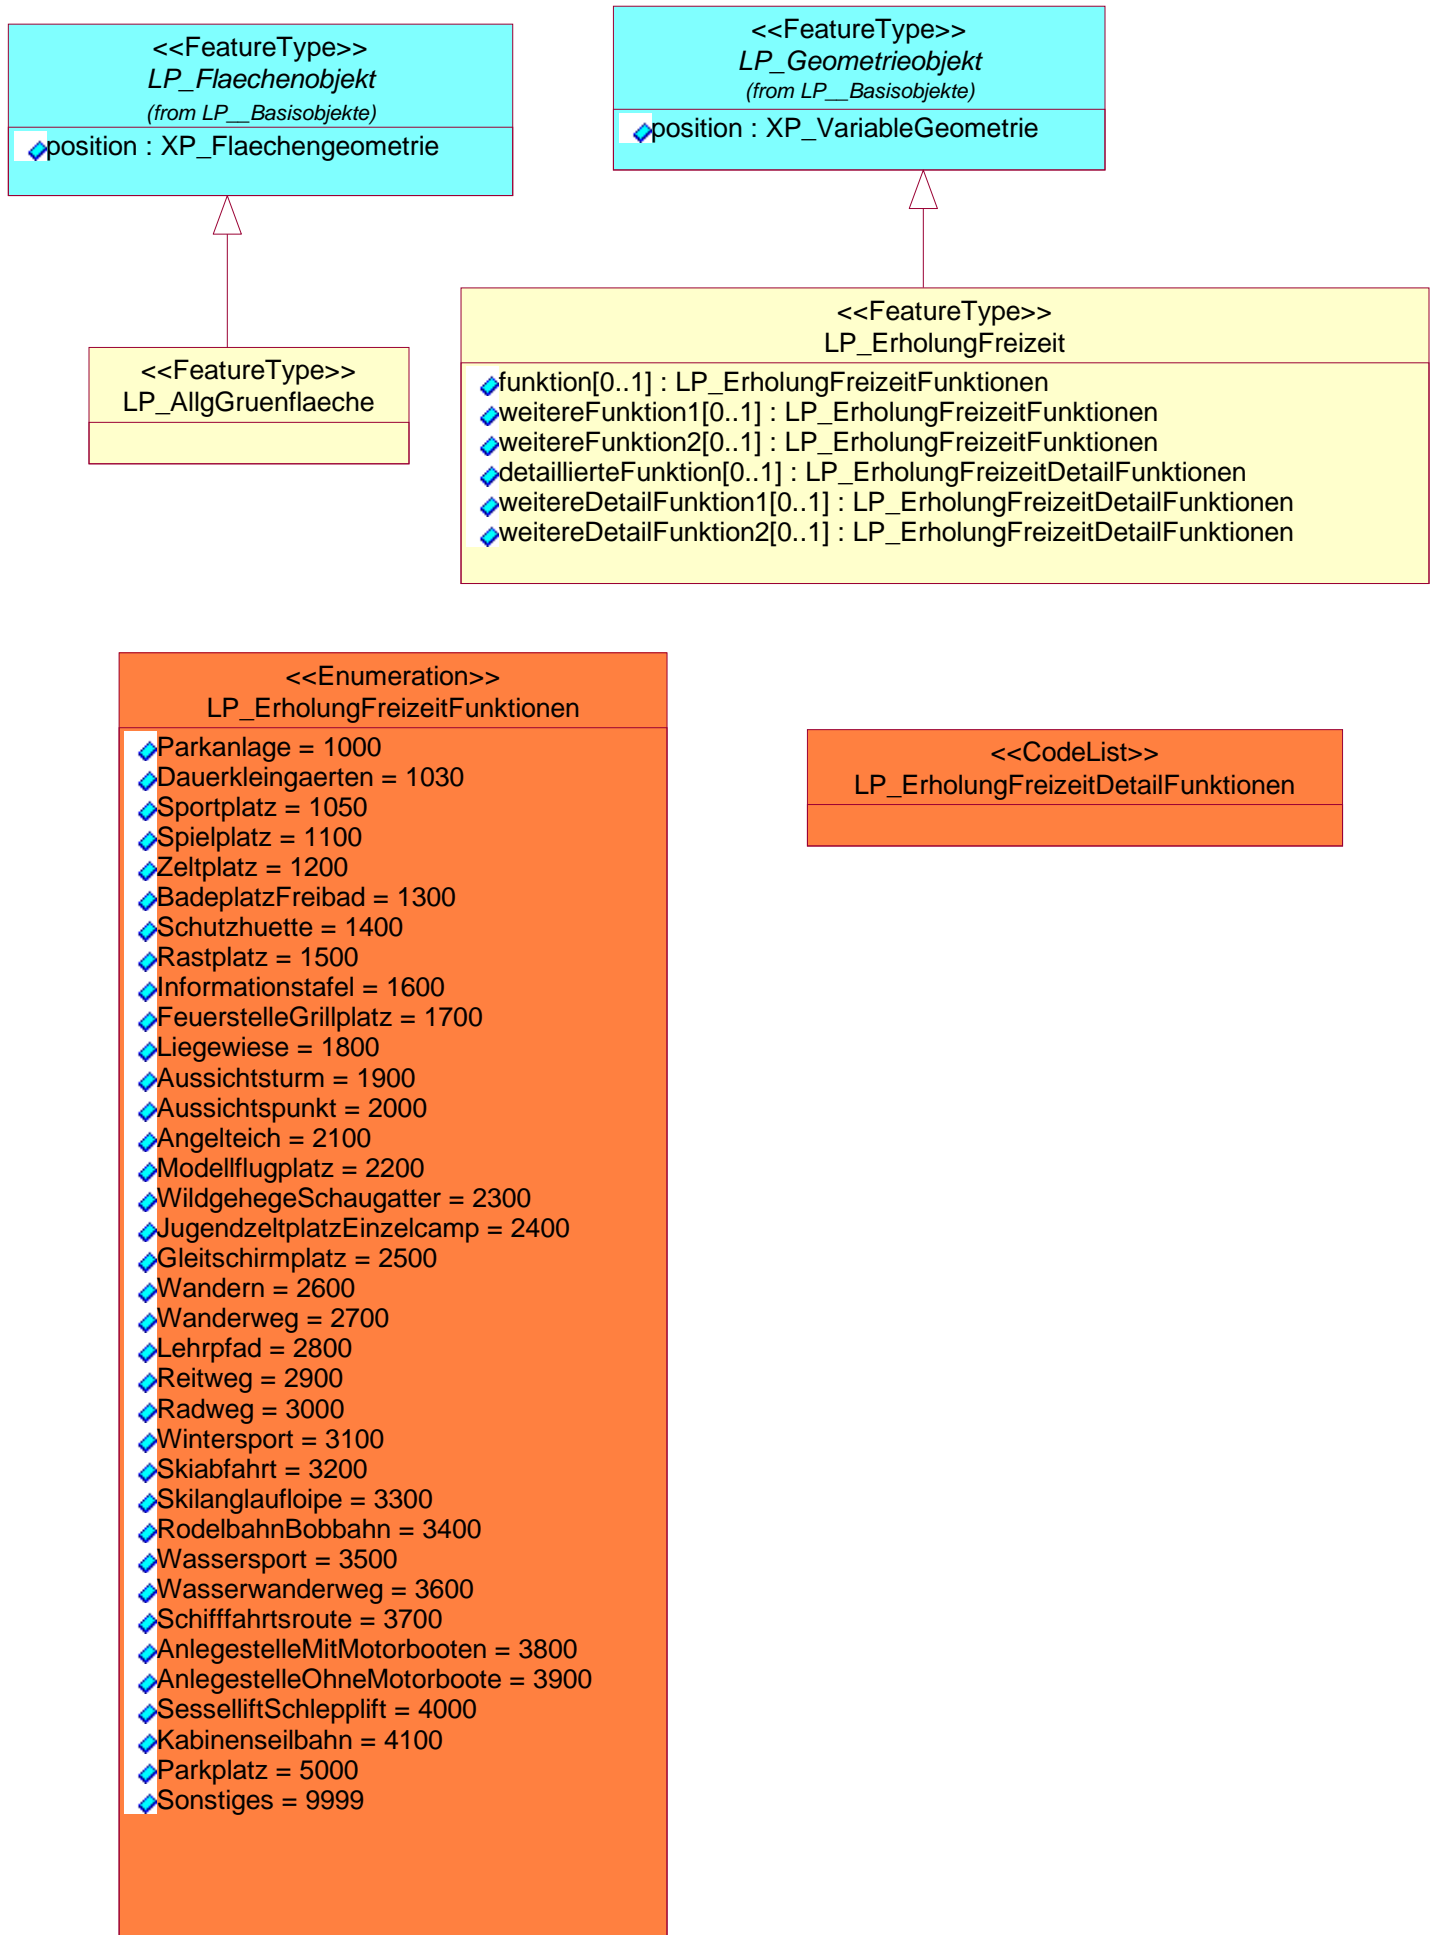 <<FeatureType>>
LP_Flaechenobjekt
(from LP__Basisobjekte)
position : XP_Flaechengeometrie
<<FeatureType>>
LP_Geometrieobjekt
(from LP__Basisobjekte)
position : XP_VariableGeometrie
<<FeatureType>>
LP_AllgGruenflaeche
<<FeatureType>>
LP_ErholungFreizeit
funktion[0..1] : LP_ErholungFreizeitFunktionen
weitereFunktion1[0..1] : LP_ErholungFreizeitFunktionen
weitereFunktion2[0..1] : LP_ErholungFreizeitFunktionen
detaillierteFunktion[0..1] : LP_ErholungFreizeitDetailFunktionen
weitereDetailFunktion1[0..1] : LP_ErholungFreizeitDetailFunktionen
weitereDetailFunktion2[0..1] : LP_ErholungFreizeitDetailFunktionen
<<Enumeration>>
LP_ErholungFreizeitFunktionen
Parkanlage = 1000
Dauerkleingaerten = 1030
Sportplatz = 1050
Spielplatz = 1100
Zeltplatz = 1200
BadeplatzFreibad = 1300
Schutzhuette = 1400
Rastplatz = 1500
Informationstafel = 1600
FeuerstelleGrillplatz = 1700
Liegewiese = 1800
Aussichtsturm = 1900
Aussichtspunkt = 2000
Angelteich = 2100
Modellflugplatz = 2200
WildgehegeSchaugatter = 2300
JugendzeltplatzEinzelcamp = 2400
Gleitschirmplatz = 2500
Wandern = 2600
Wanderweg = 2700
Lehrpfad = 2800
Reitweg = 2900
Radweg = 3000
Wintersport = 3100
Skiabfahrt = 3200
Skilanglaufloipe = 3300
RodelbahnBobbahn = 3400
Wassersport = 3500
Wasserwanderweg = 3600
Schifffahrtsroute = 3700
AnlegestelleMitMotorbooten = 3800
AnlegestelleOhneMotorboote = 3900
SesselliftSchlepplift = 4000
Kabinenseilbahn = 4100
Parkplatz = 5000
Sonstiges = 9999
<<CodeList>>
LP_ErholungFreizeitDetailFunktionen